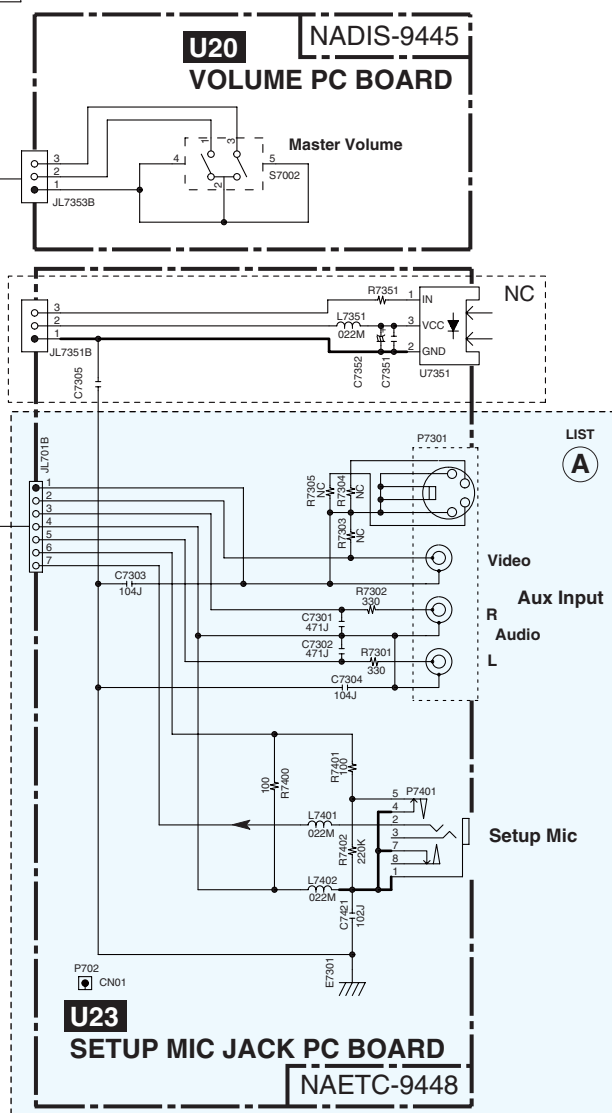 NADIS-9445
U20
VOLUME PC BOARD
Master Volume
1
3
4
5
2
S7002
3
2
1
JL7353B
NC
R7351
1 IN
3
2
1
L7351
022M
3 VCC
2 GND
JL7351B
C7352
C7351
U7351
C7305
P7301
LIST
A
JL701B
1
2
3
4
5
6
7
R7305
NC
R7304
NC
R7303
NC
Video
C7303
104J
R7302
330
C7301
471J
R
Aux Input
Audio
C7302
471J
R7301
330
L
C7304
104J
100
R7400
R7401
100
5
P7401
4
2
3
7
8
1
L7401
022M
R7402
220K
Setup Mic
L7402
022M
C7421
102J
E7301
P702
CN01
U23
SETUP MIC JACK PC BOARD
NAETC-9448